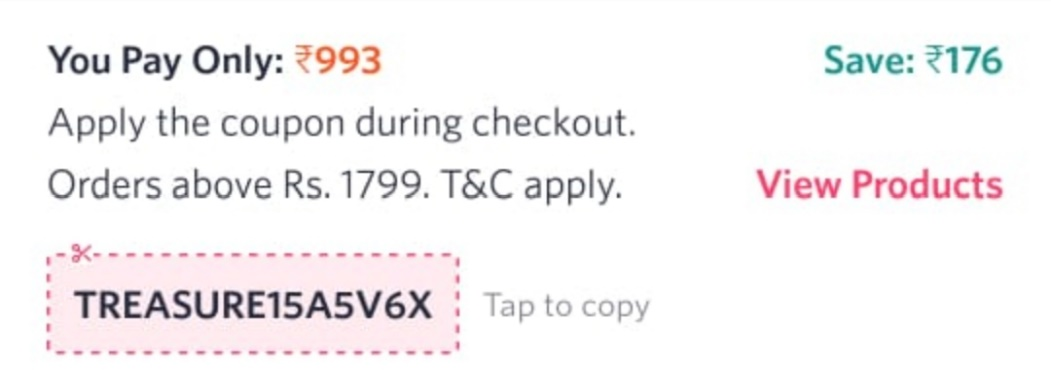 You Pay Only: ₹993
Save: ₹176
Apply the coupon during checkout.
Orders above Rs. 1799. T&C apply.
View Products
TREASURE15A5V6X
Tap to copy